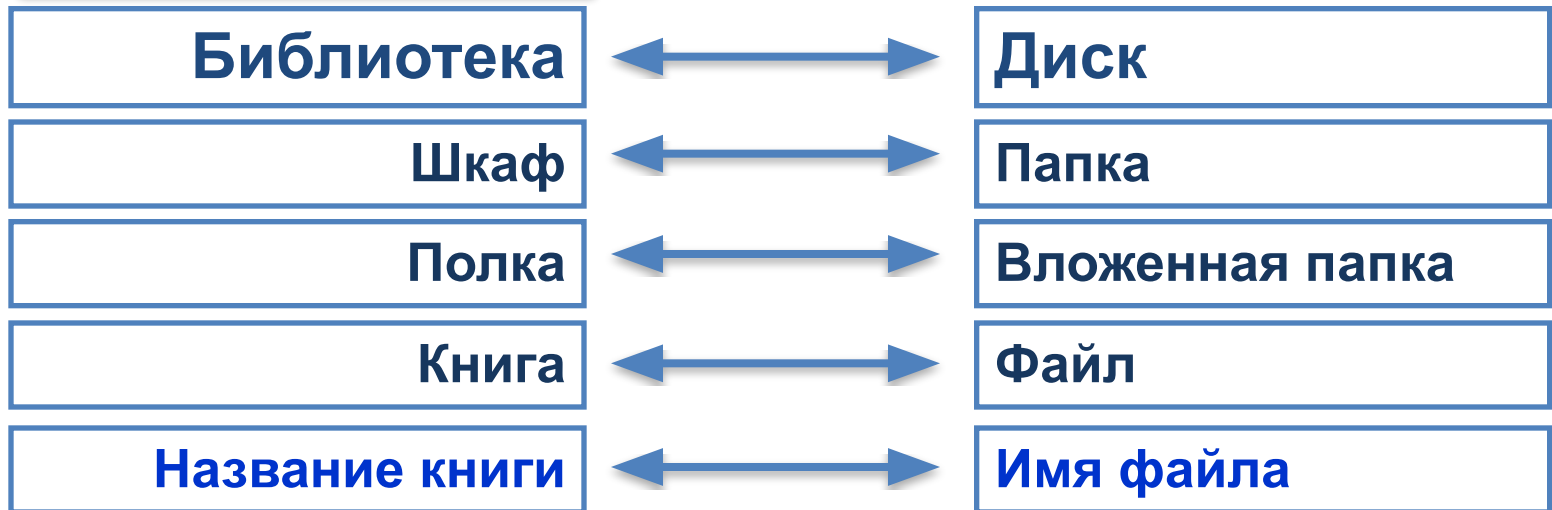 Библиотека Диск
Шкаф Папка
Полка Вложенная папка
Книга Файл
Название книги Имя файла